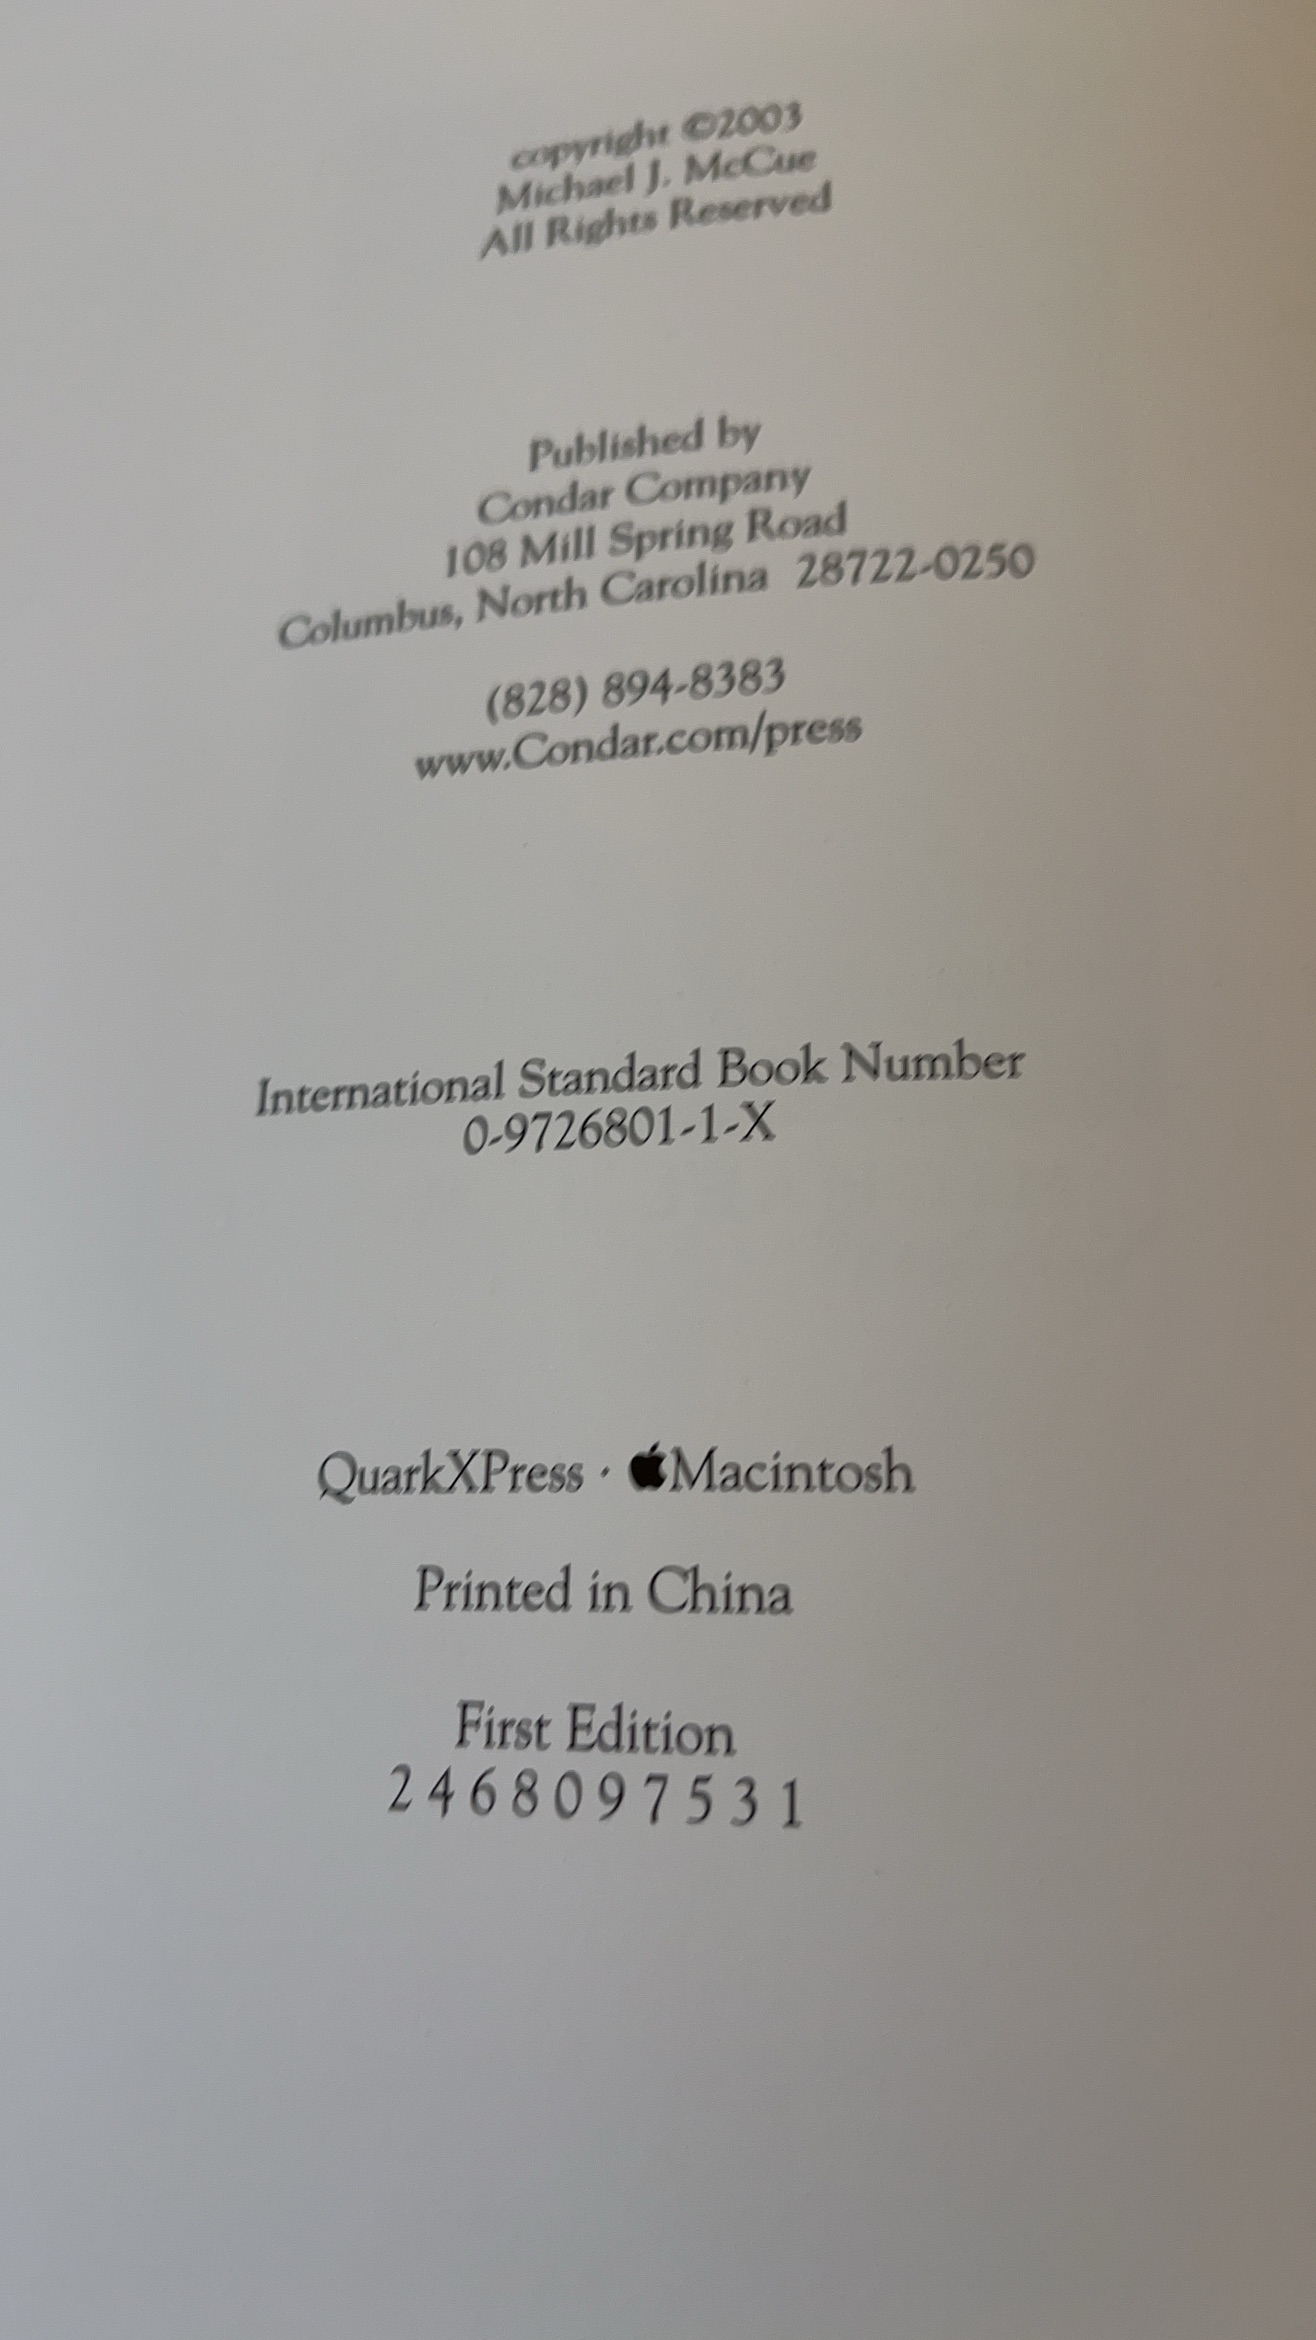 copyright ©2003
Michael J. McCue
All Rights Reserved
Published by
Condar Company
108 Mill Spring Road
Columbus, North Carolina 28722-0250
(828) 894-8383
www.Condar.com/press
International Standard Book Number
0-9726801-1-X
QuarkXPress · Macintosh
Printed in China
First Edition
2 4 6 8 0 9 7 5 3 1